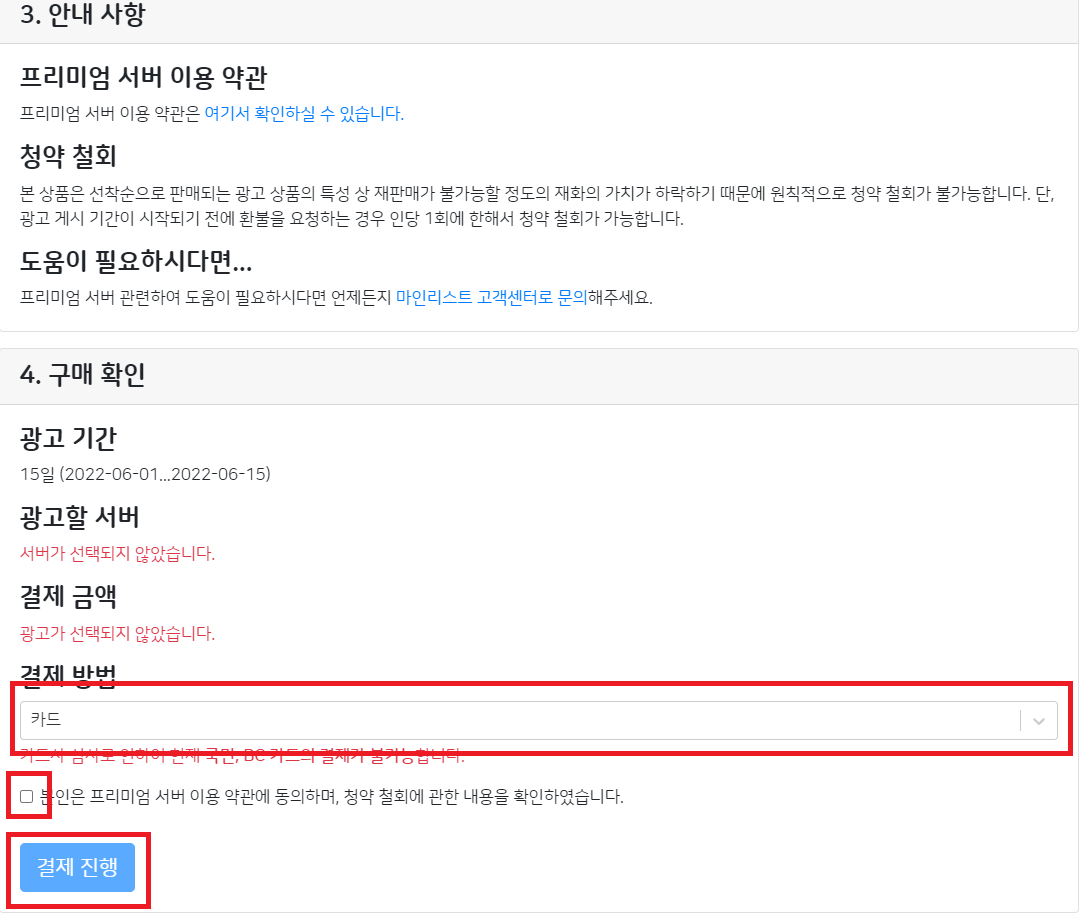 3. 안내 사항
프리미엄 서버 이용 약관
프리미엄 서버 이용 약관은 여기서 확인하실 수 있습니다.
청약 철회
본 상품은 선착순으로 판매되는 광고 상품의 특성 상 재판매가 불가능할 정도의 재화의 가치가 하락하기 때문에 원칙적으로 청약 철회가 불가능합니다. 단,
광고 게시 기간이 시작되기 전에 환불을 요청하는 경우 인당 1회에 한해서 청약 철회가 가능합니다.
도움이 필요하시다면...
프리미엄 서버 관련하여 도움이 필요하시다면 언제든지 마인리스트 고객센터로 문의해주세요.
4. 구매 확인
광고 기간
15일 (2022-06-01...2022-06-15)
광고할 서버
서버가 선택되지 않았습니다.
결제 금액
광고가 선택되지 않았습니다.
결제 방법
카드
카드사 심사로 인하여 현재 국민, BC 카드의 결제가 불가능합니다.
본인은 프리미엄 서버 이용 약관에 동의하며, 청약 철회에 관한 내용을 확인하였습니다.
결제 진행